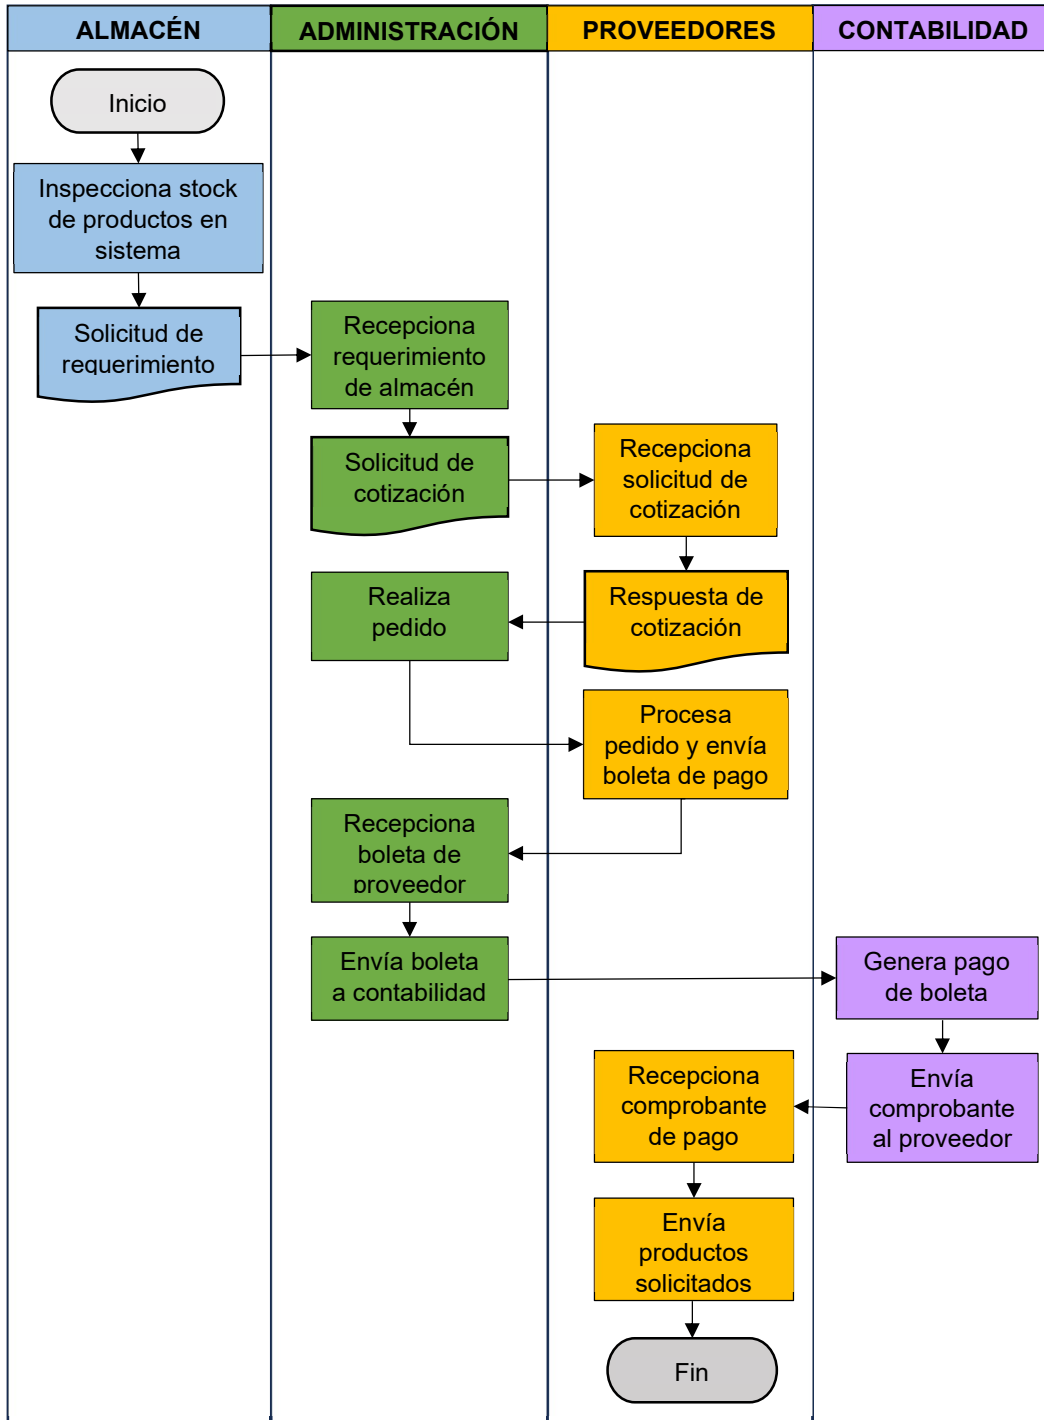 ALMACÉN
ADMINISTRACIÓN
PROVEEDORES
CONTABILIDAD
Inicio
Inspecciona stock
de productos en
sistema
Solicitud de
requerimiento
Recepciona
requerimiento
de almacén
Solicitud de
cotización
Recepciona
solicitud de
cotización
Respuesta de
cotización
Realiza
pedido
Procesa
pedido y envía
boleta de pago
Recepciona
boleta de
proveedor
Envía boleta
a contabilidad
Genera pago
de boleta
Envía
comprobante
al proveedor
Recepciona
comprobante
de pago
Envía
productos
solicitados
Fin